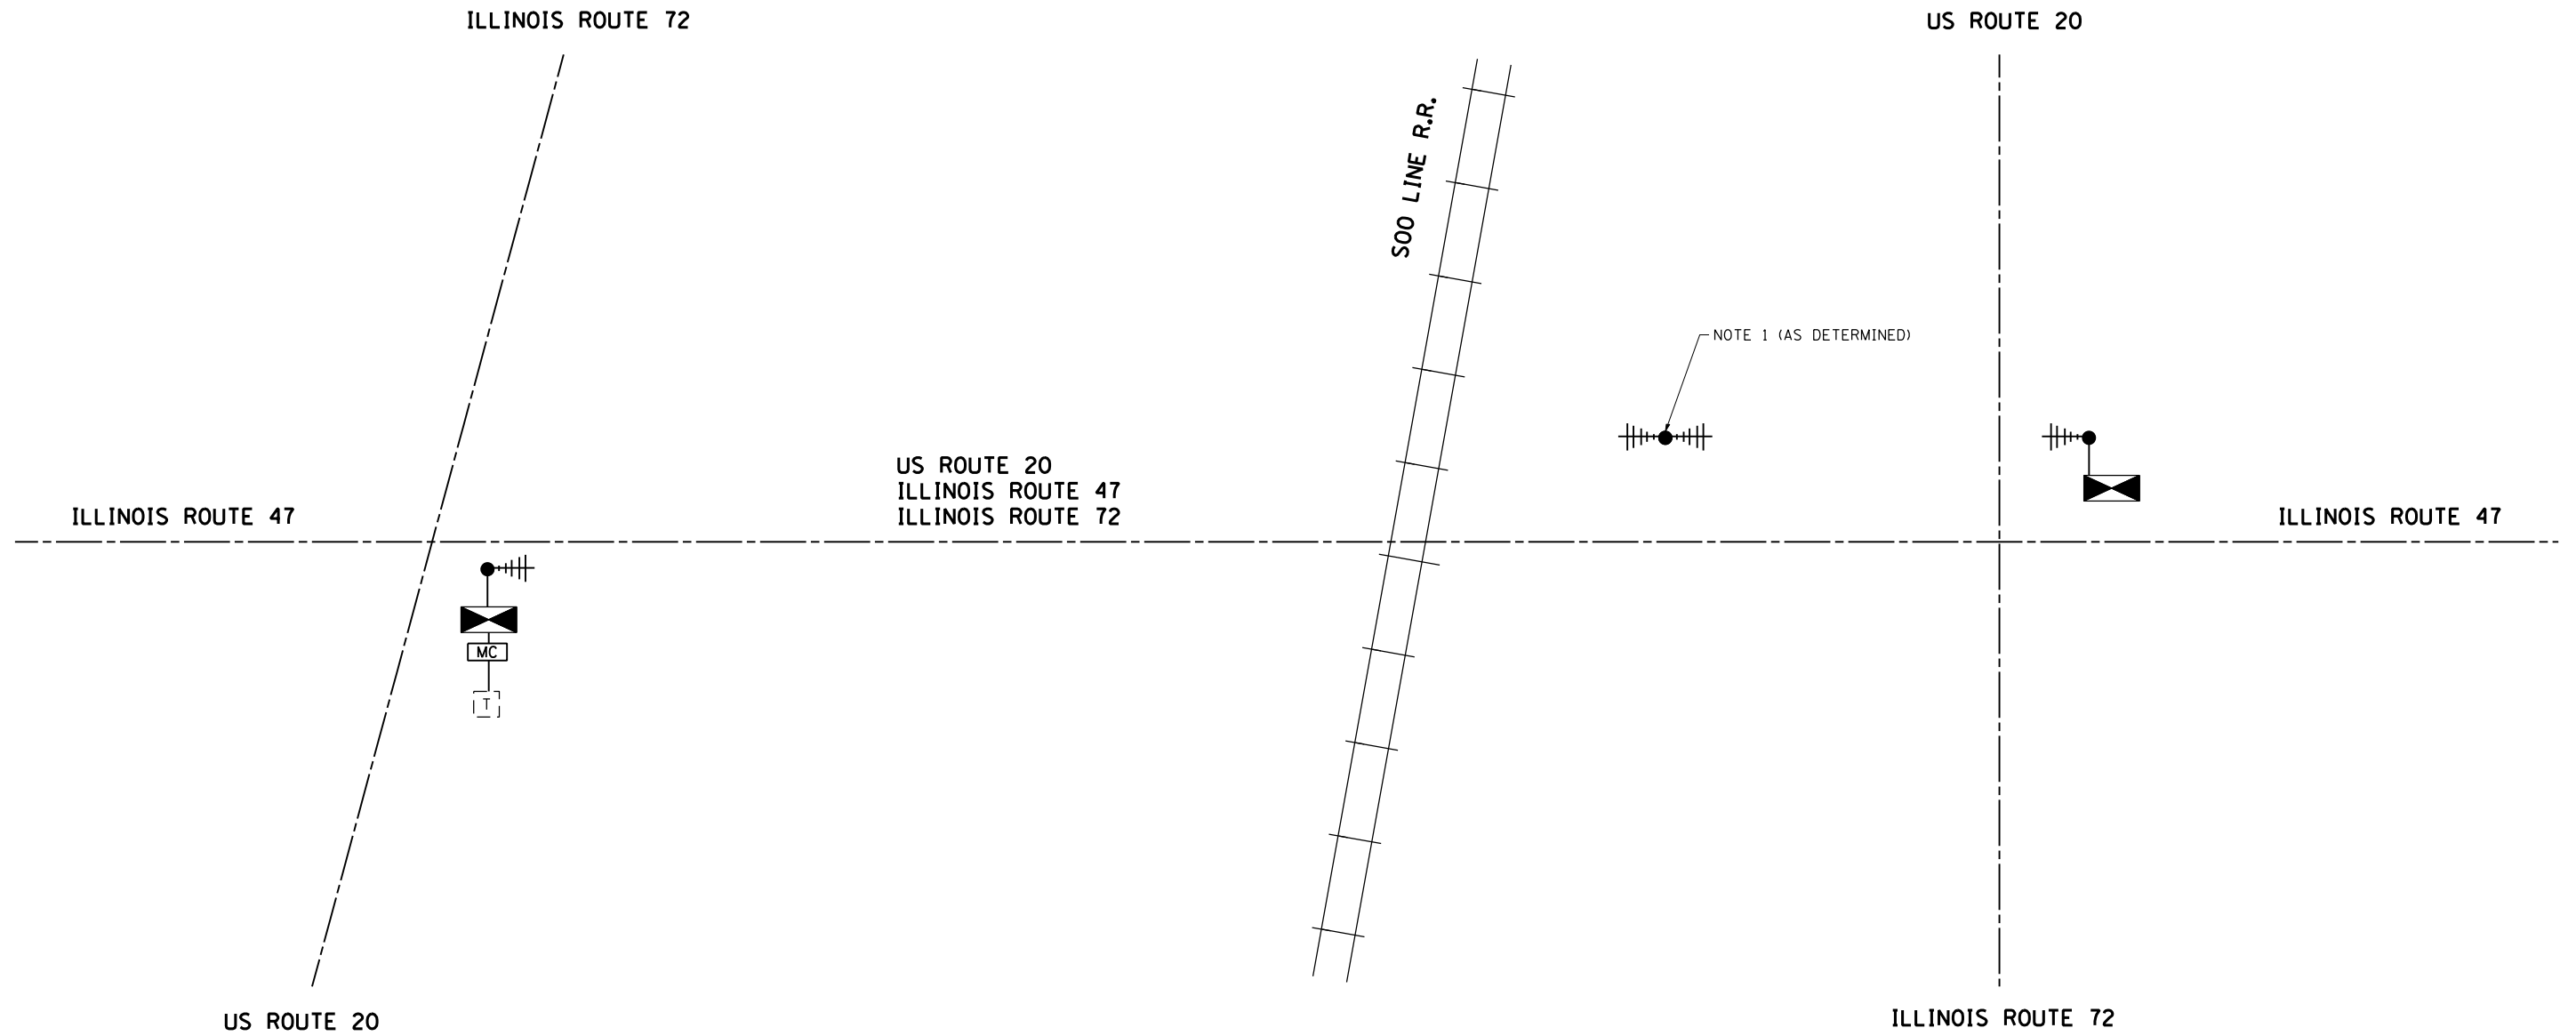 ILLINOIS ROUTE 72
US ROUTE 20
SOO LINE R.R.
NOTE 1 (AS DETERMINED)
US ROUTE 20
ILLINOIS ROUTE 47
ILLINOIS ROUTE 47
ILLINOIS ROUTE 72
ILLINOIS ROUTE 47
MC
T
US ROUTE 20
ILLINOIS ROUTE 72